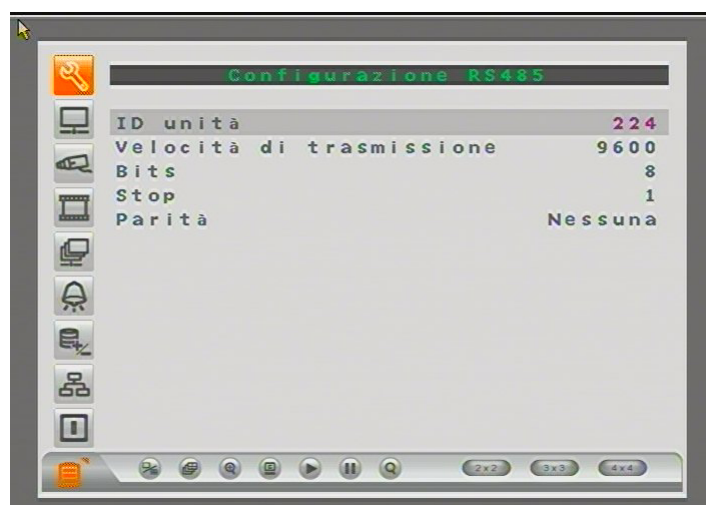 Configurazione RS485
ID unità 224
Velocità di trasmissione 9600
Bits 8
Stop 1
Parità Nessuna
2x2 3x3 4x4